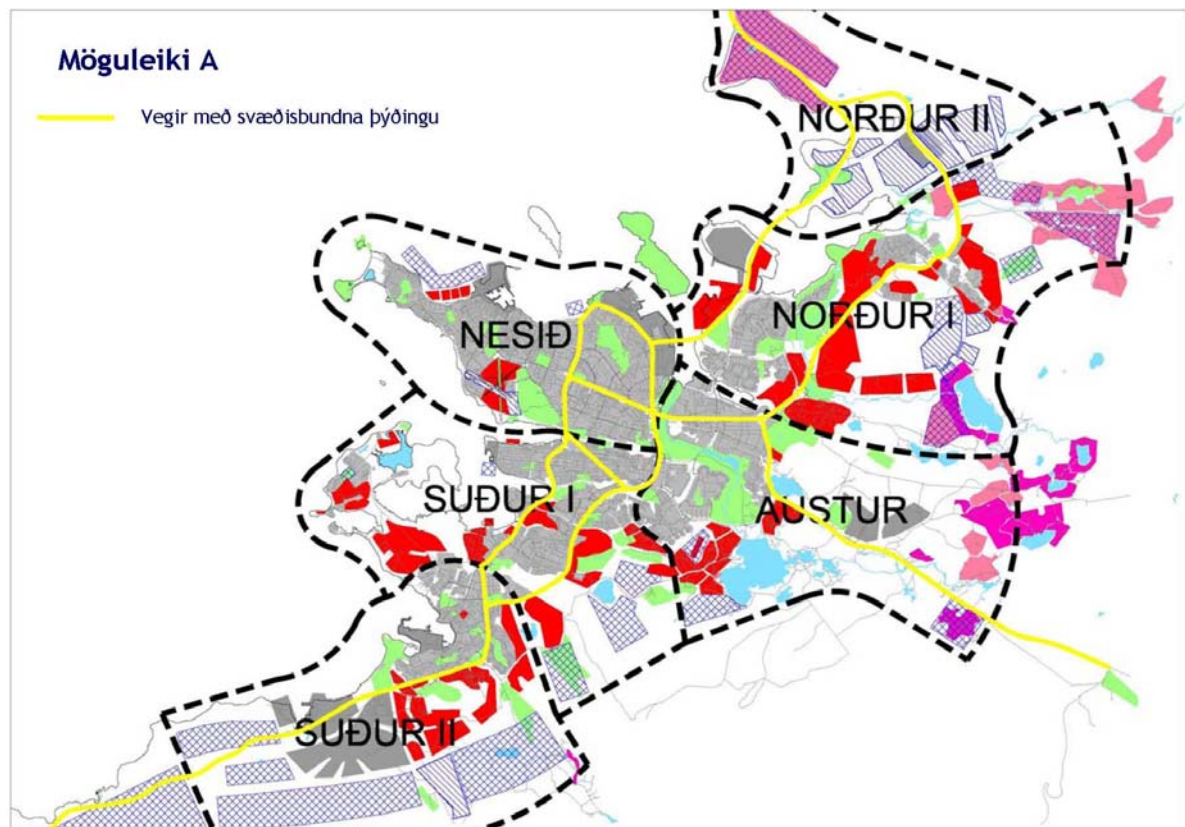 Möguleiki A
Vegir með svæðisbundna þýðingu
NORÐUR II
NORÐUR I
NESIÐ
SUÐUR I
AUSTUR
SUÐUR II